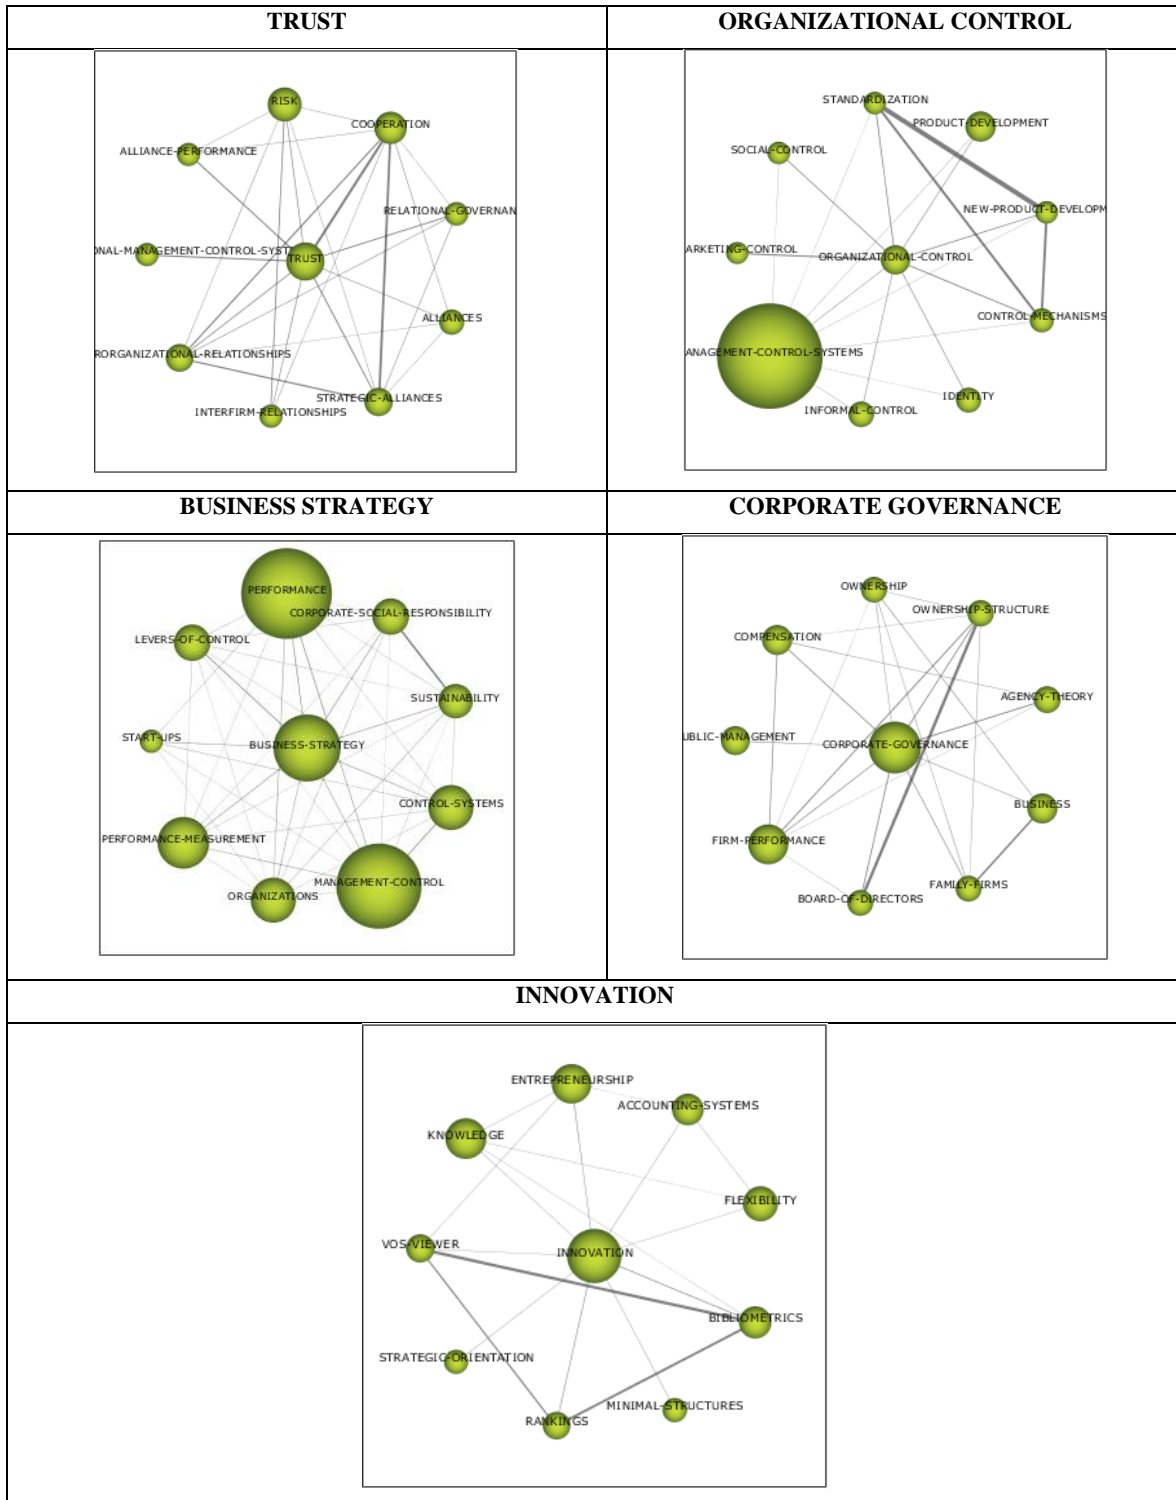 TRUST
ORGANIZATIONAL CONTROL
RISK
COOPERATION
ALLIANCE-PERFORMANCE
RELATIONAL-GOVERNAN
ONAL-MANAGEMENT-CONTROL-SYST
TRUST
ALLIANCES
RORGANIZATIONAL-RELATIONSHIPS
STRATEGIC-ALLIANCES
INTERFIRM-RELATIONSHIPS
STANDARDIZATION
PRODUCT-DEVELOPMENT
SOCIAL-CONTROL
NEW-PRODUCT-DEVELOPM
ARKETING-CONTROL
ORGANIZATIONAL-CONTROL
CONTROL-MECHANISMS
ANAGEMENT-CONTROL-SYSTEMS
IDENTITY
INFORMAL-CONTROL
BUSINESS STRATEGY
CORPORATE GOVERNANCE
PERFORMANCE
CORPORATE-SOCIAL-RESPONSIBILITY
LEVERS-OF-CONTROL
SUSTAINABILITY
START-UPS
BUSINESS-STRATEGY
CONTROL-SYSTEMS
PERFORMANCE-MEASUREMENT
MANAGEMENT-CONTROL
ORGANIZATIONS
OWNERSHIP
OWNERSHIP-STRUCTURE
COMPENSATION
AGENCY-THEORY
UBLIC-MANAGEMENT
CORPORATE-GOVERNANCE
BUSINESS
FIRM-PERFORMANCE
FAMILY-FIRMS
BOARD-OF-DIRECTORS
INNOVATION
ENTREPRENEURSHIP
ACCOUNTING-SYSTEMS
KNOWLEDGE
FLEXIBILITY
VOS-VIEWER
INNOVATION
BIBLIOMETRICS
STRATEGIC-ORIENTATION
MINIMAL-STRUCTURES
RANKINGS